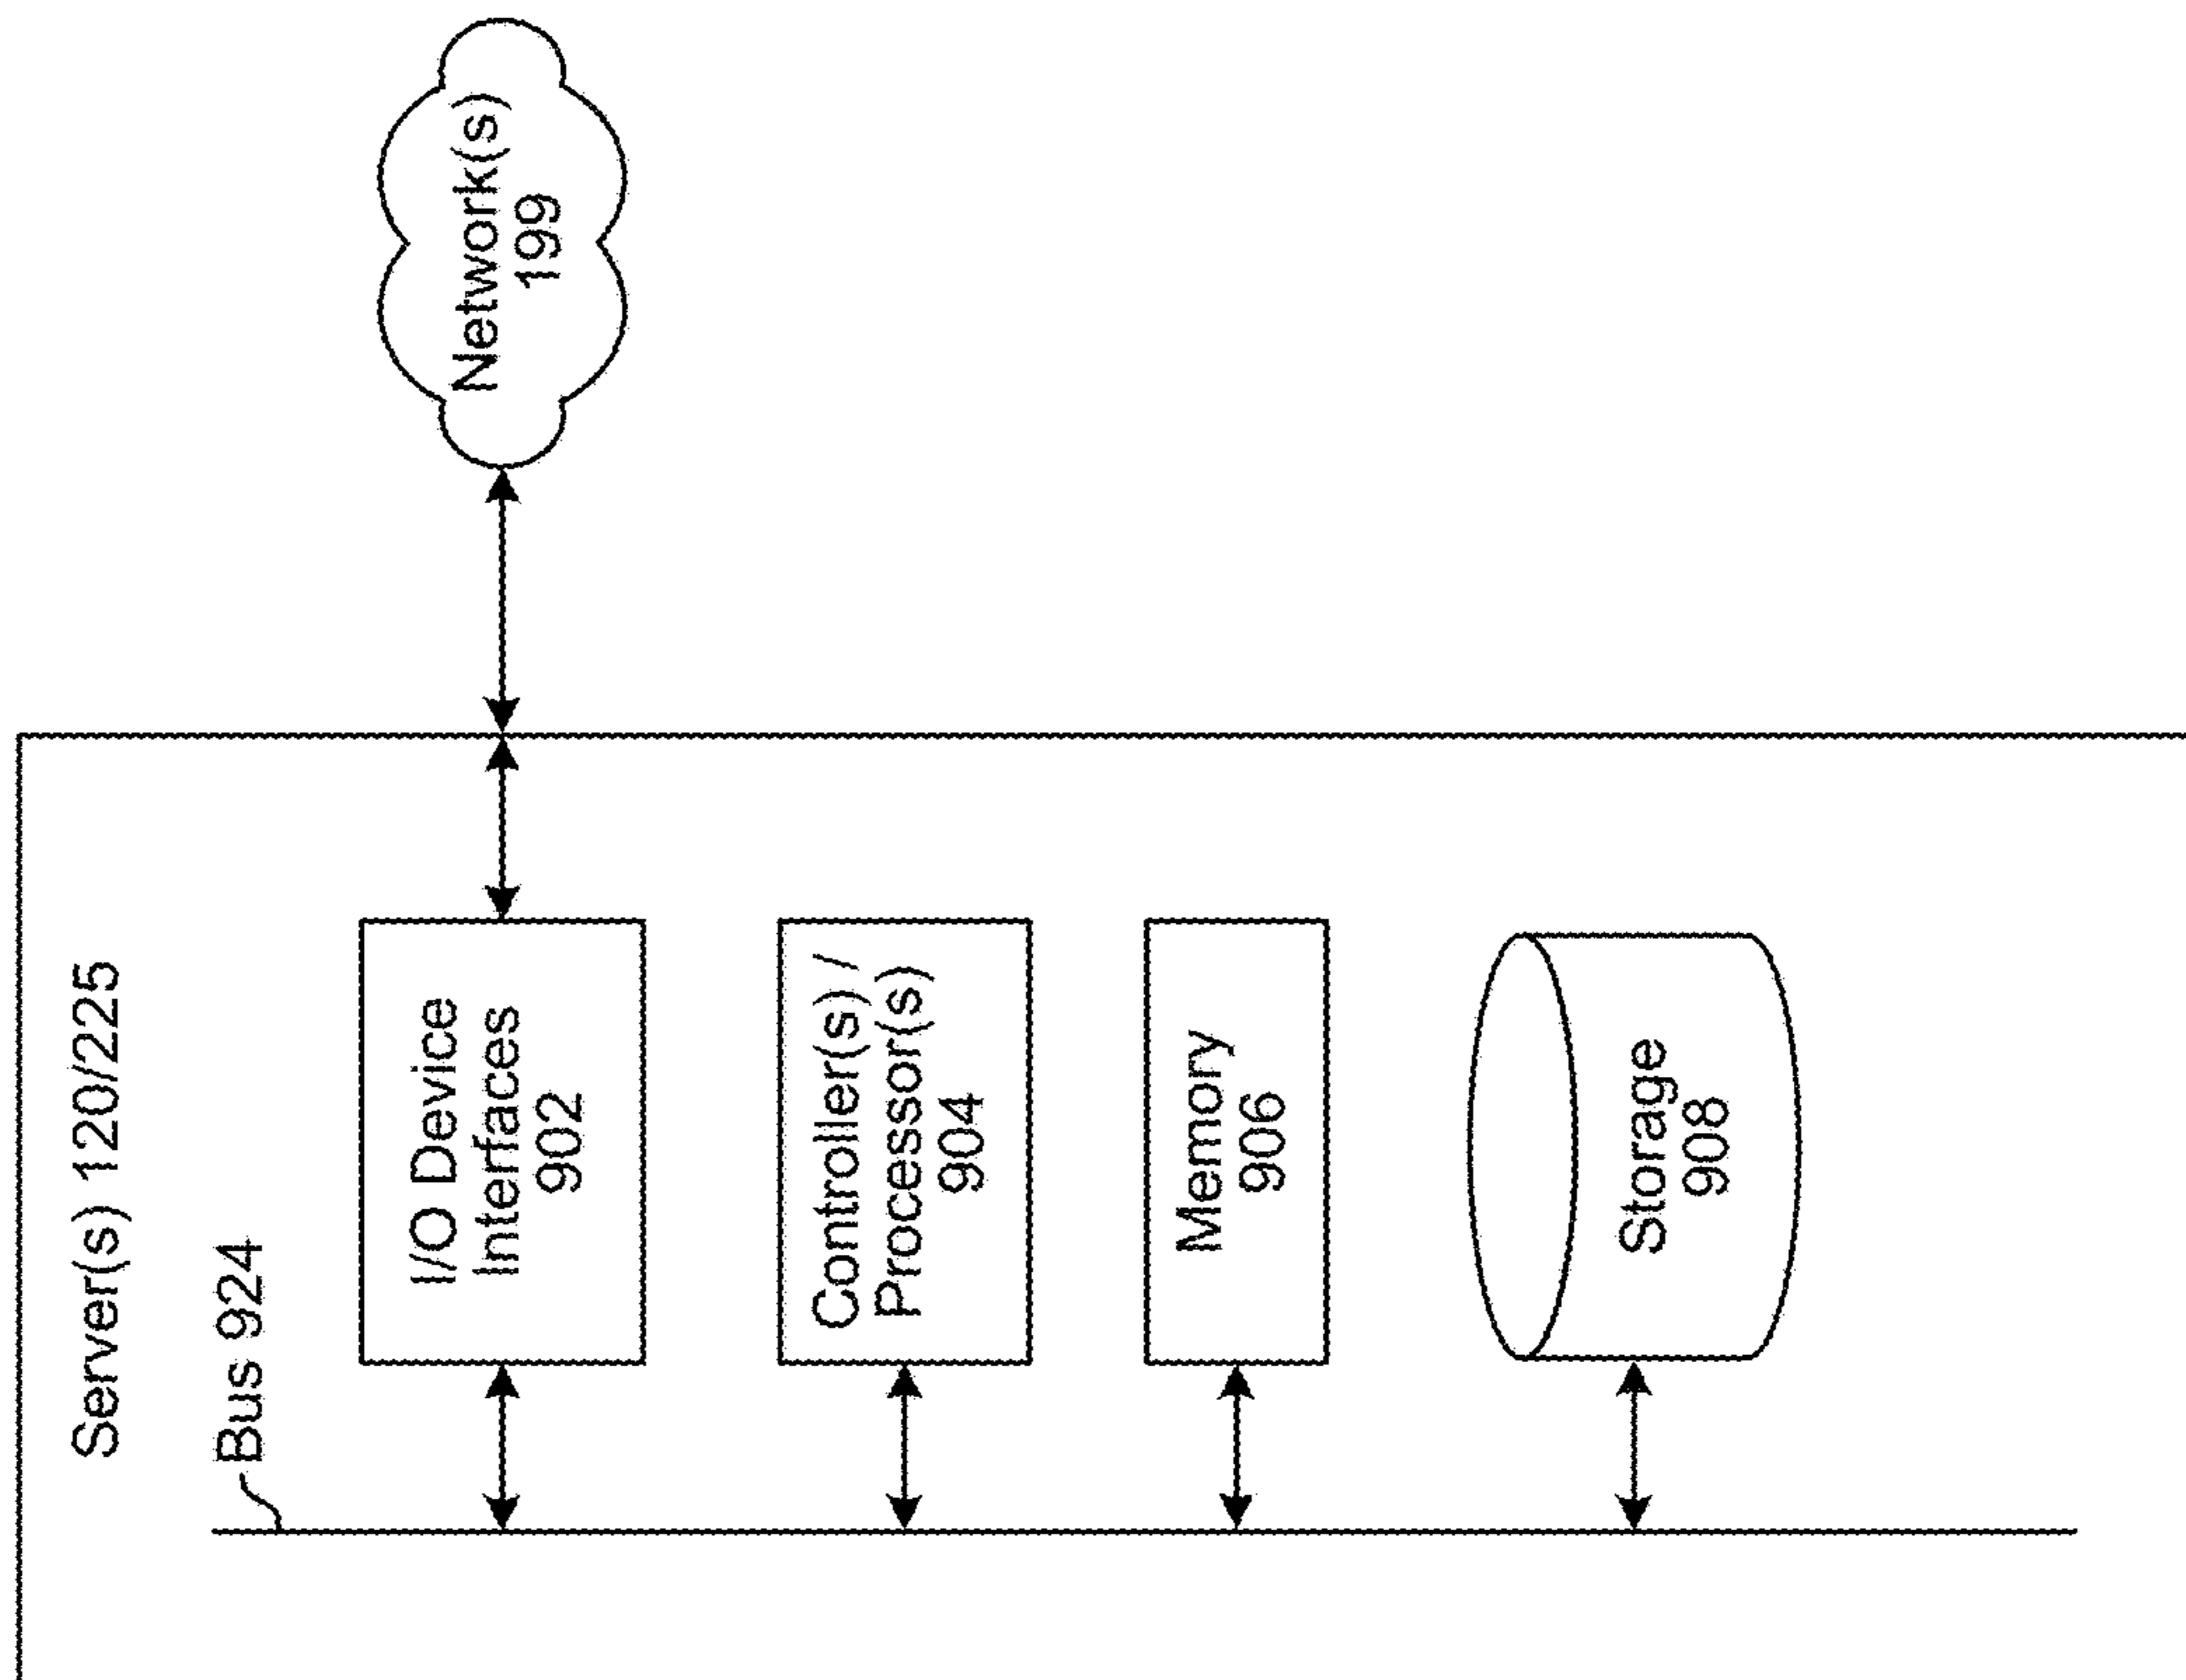 Server(s) 120/225
Bus 924
I/O Device
Interfaces
902
Controller(s) /
Processor(s)
904
Memory
906
Storage
908
Network(s)
199